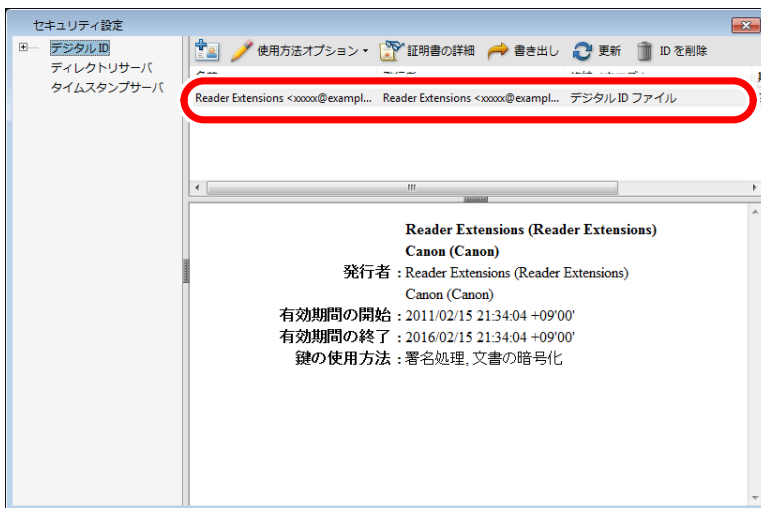 セキュリティ設定
デジタル ID
ディレクトリサーバ
タイムスタンプサーバ
使用方法オプション 証明書の詳細 書き出し 更新 ID を削除
Reader Extensions <xxxxx@exampl... Reader Extensions <xxxxx@exampl... デジタル ID ファイル
Reader Extensions (Reader Extensions)
Canon (Canon)
発行者 : Reader Extensions (Reader Extensions)
Canon (Canon)
有効期間の開始 : 2011/02/15 21:34:04 +09'00'
有効期間の終了 : 2016/02/15 21:34:04 +09'00'
鍵の使用方法 : 署名処理, 文書の暗号化